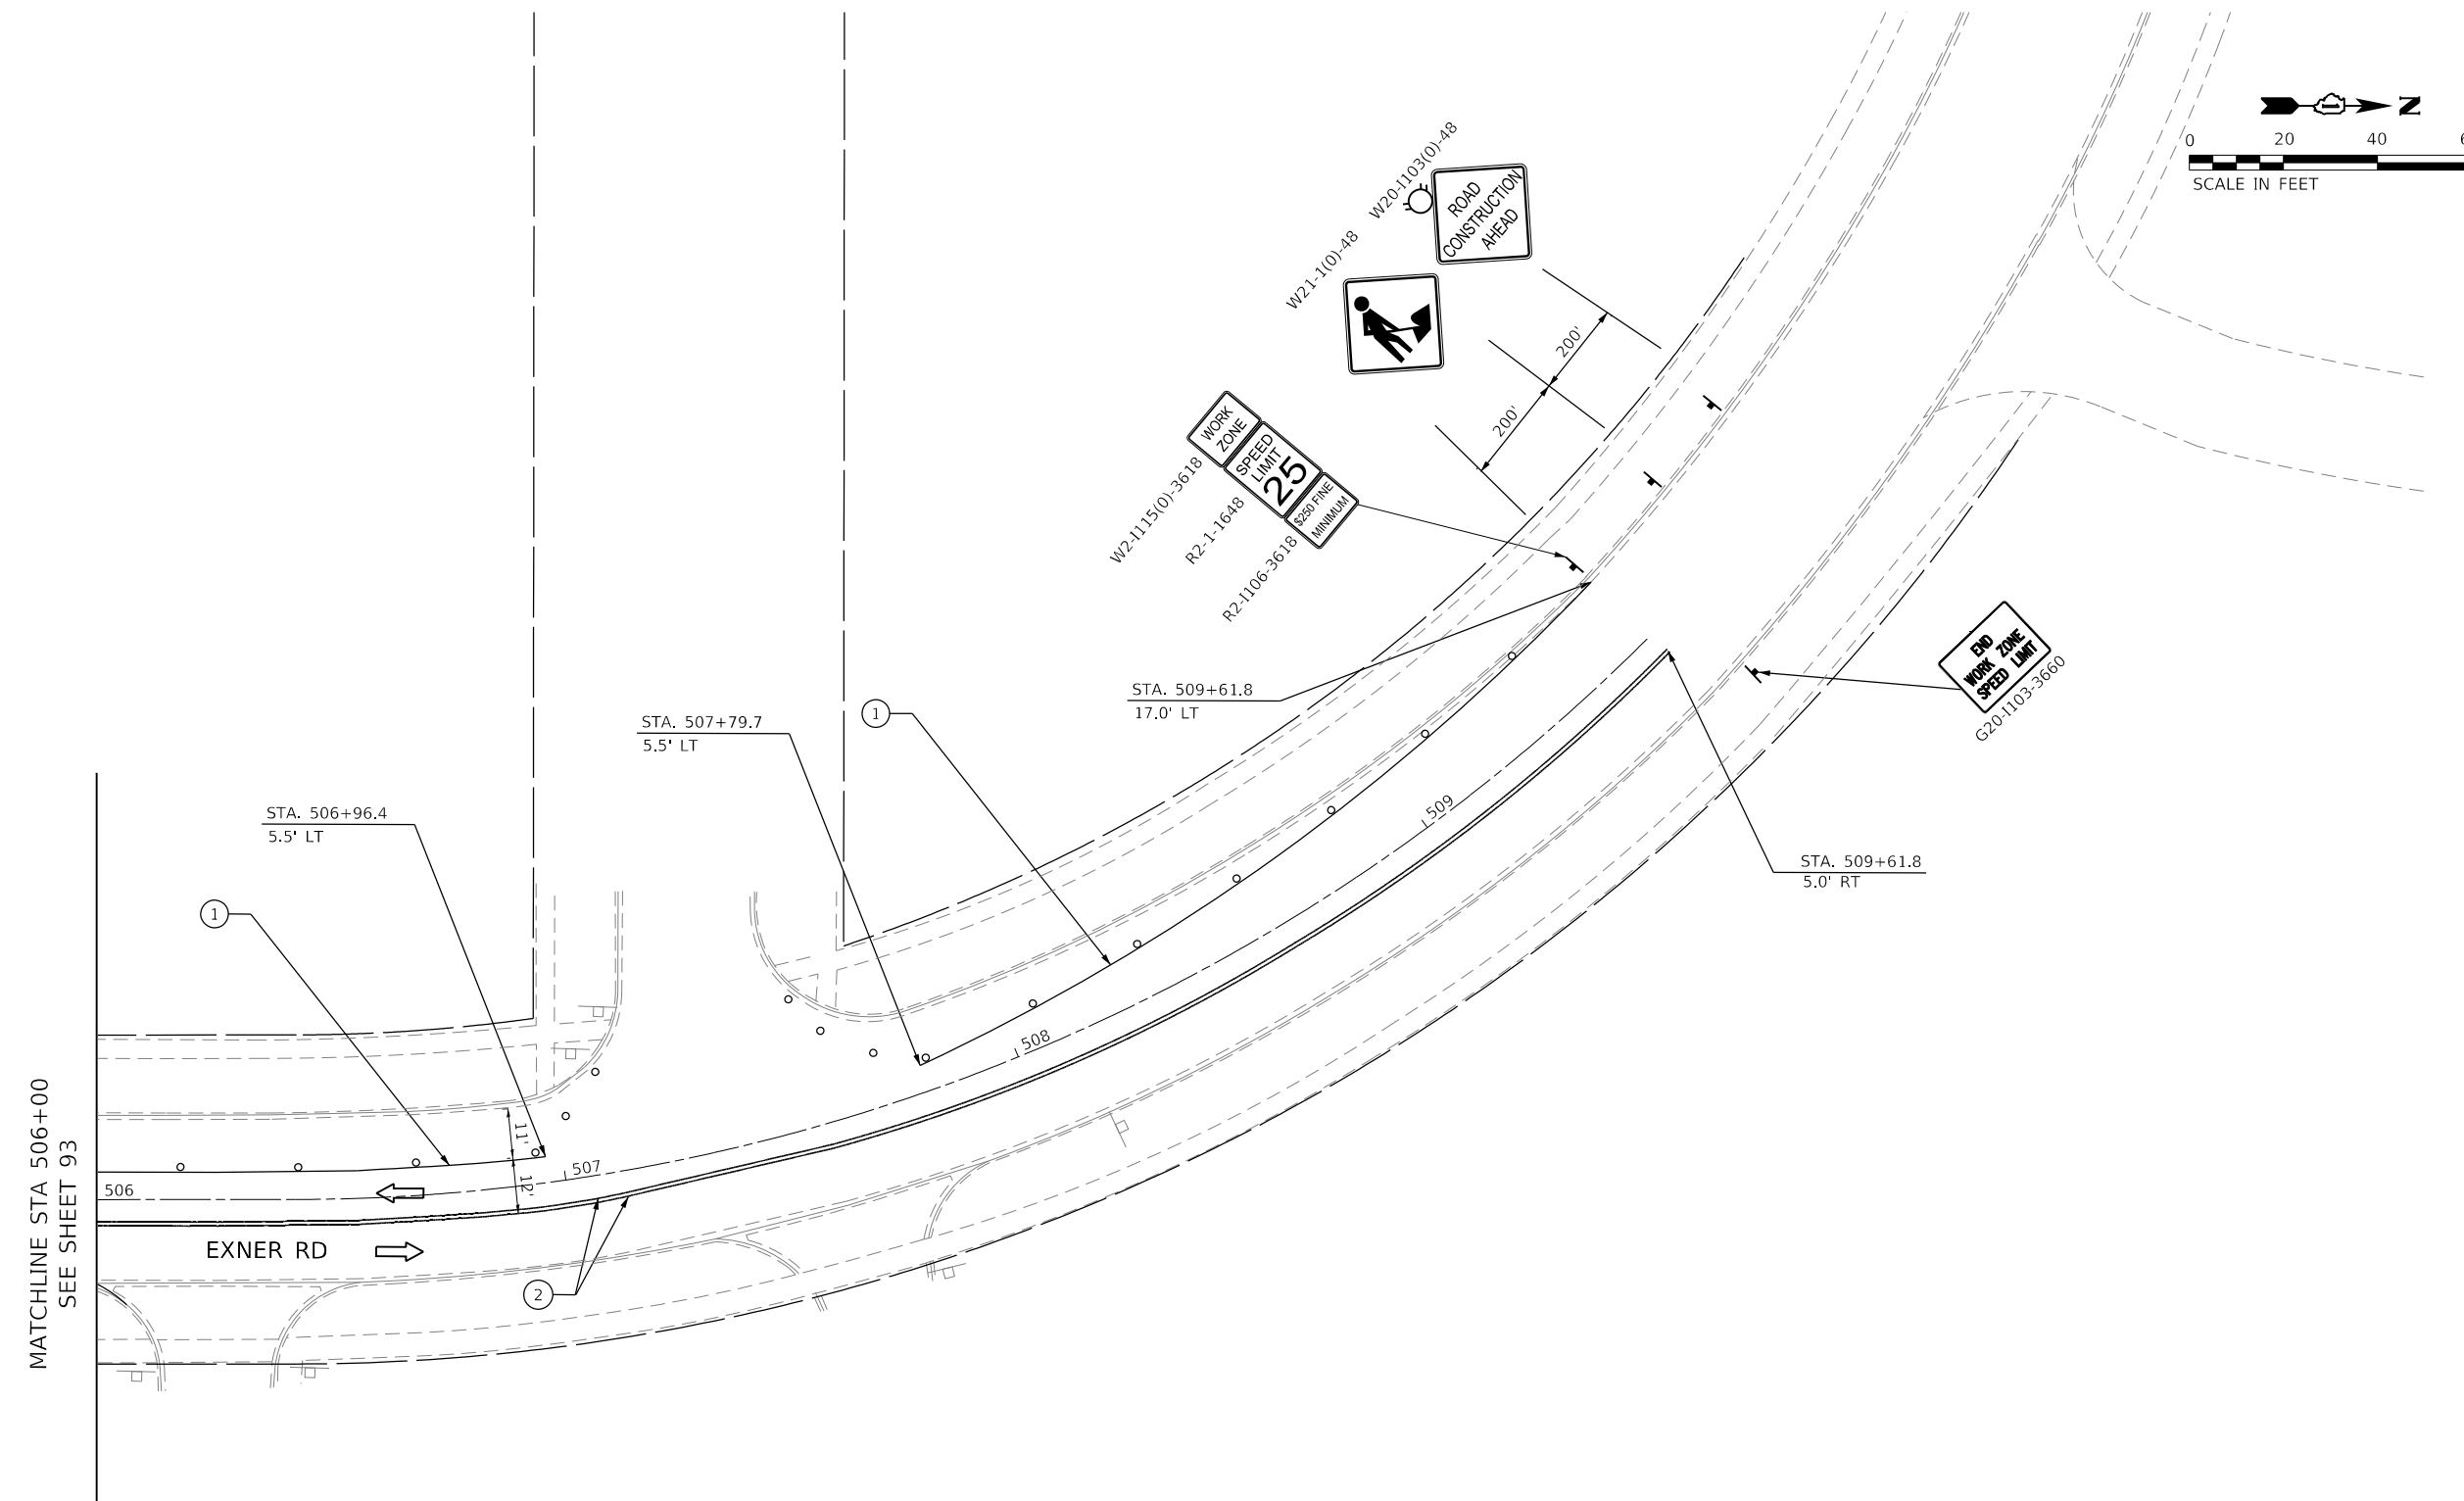 N
0 20 40 6
SCALE IN FEET
W20-I103(0)-48
ROAD
CONSTRUCTION
AHEAD
W21-1(0)-48
200'
200'
WORK
ZONE
SPEED
LIMIT
25
$250 FINE
MINIMUM
W2-I115(0)-3618
R2-1-1648
R2-I106-3618
END
WORK ZONE
SPEED LIMIT
G20-I103-3660
STA. 509+61.8
17.0' LT
1
STA. 507+79.7
5.5' LT
STA. 506+96.4
5.5' LT
509
STA. 509+61.8
5.0' RT
1
508
11'
507
12'
506
EXNER RD
2
MATCHLINE STA 506+00
SEE SHEET 93